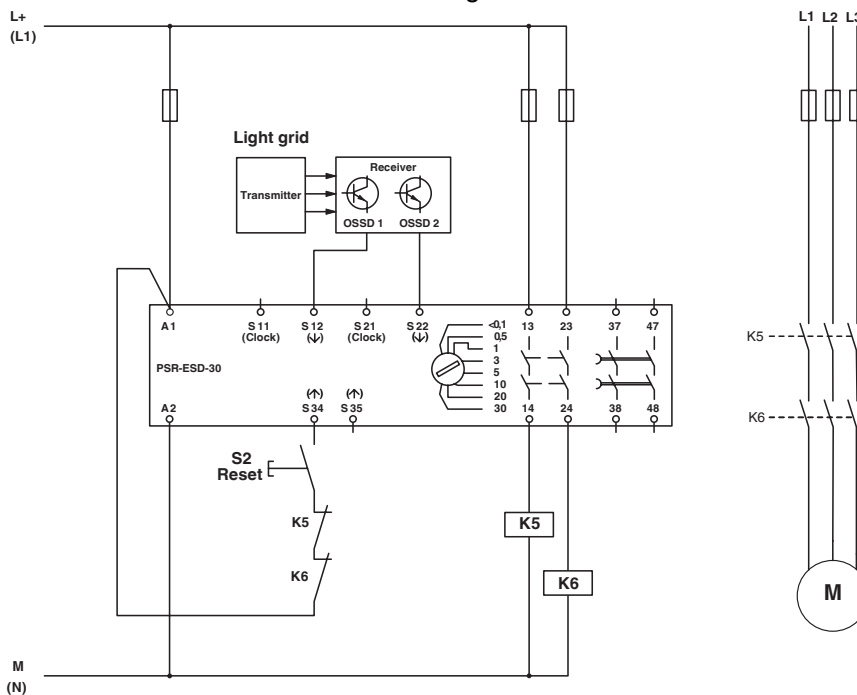 g
L+
(L1)
L1 L2 L3
Light grid
Transmitter
Receiver
OSSD 1 OSSD 2
A1 S11 S12 S21 S22 <0,1 13 23 37 47
(Clock) (↓) (Clock) (↓) 0,5
1
3
5
10
20
30
PSR-ESD-30
(↑) (↑)
A2 S34 S35 14 24 38 48
K5
K6
S2
Reset
K5
K6
K5
K6
M
M
(N)